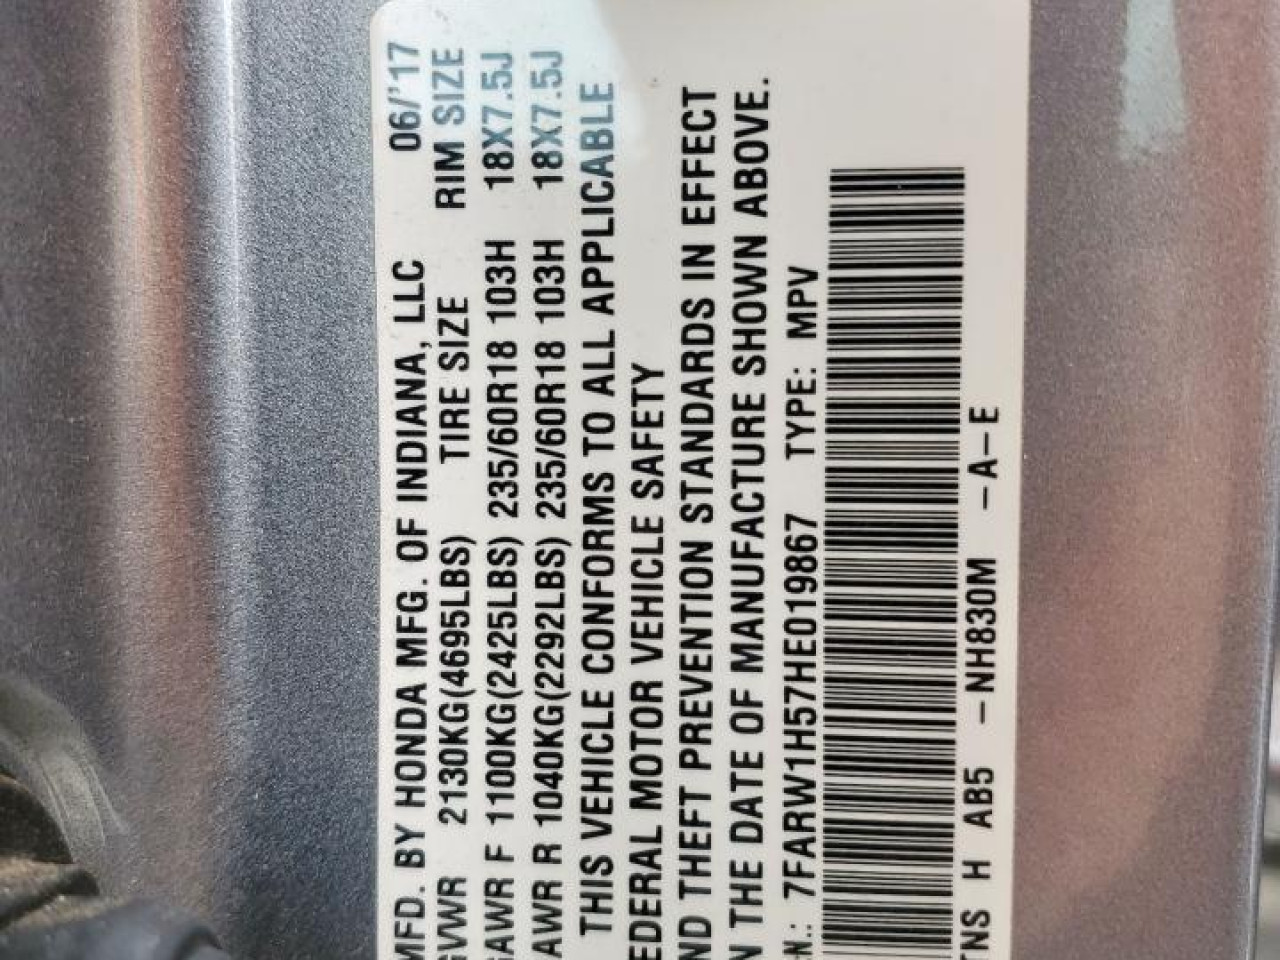 MFD. BY HONDA MFG. OF INDIANA, LLC 06/'17
GVWR 2130KG(4695LBS) TIRE SIZE RIM SIZE
GAWR F 1100KG(2425LBS) 235/60R18 103H 18X7.5J
AWR R 1040KG(2292LBS) 235/60R18 103H 18X7.5J
THIS VEHICLE CONFORMS TO ALL APPLICABLE
EDERAL MOTOR VEHICLE SAFETY
ND THEFT PREVENTION STANDARDS IN EFFECT
N THE DATE OF MANUFACTURE SHOWN ABOVE.
.N.: 7FARW1H57HE019867 TYPE: MPV
TNS H AB5 -NH830M -A-E